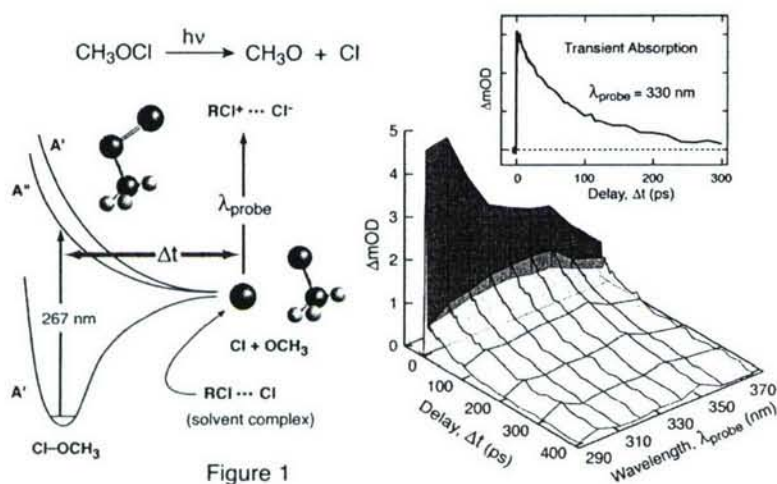 CH₃OCl hν CH₃O + Cl
RCl⁺ ··· Cl⁻
A'
A"
λprobe
Δt
267 nm
Cl + OCH₃
A'
RCl ··· Cl
(solvent complex)
Cl–OCH₃
Figure 1
Transient Absorption
λprobe = 330 nm
ΔmOD
0 100 200 300
Delay, Δt (ps)
5
4
3
2
1
0
ΔmOD
0
100
200
300
400
Delay, Δt (ps)
290
310
330
350
370
Wavelength, λprobe (nm)